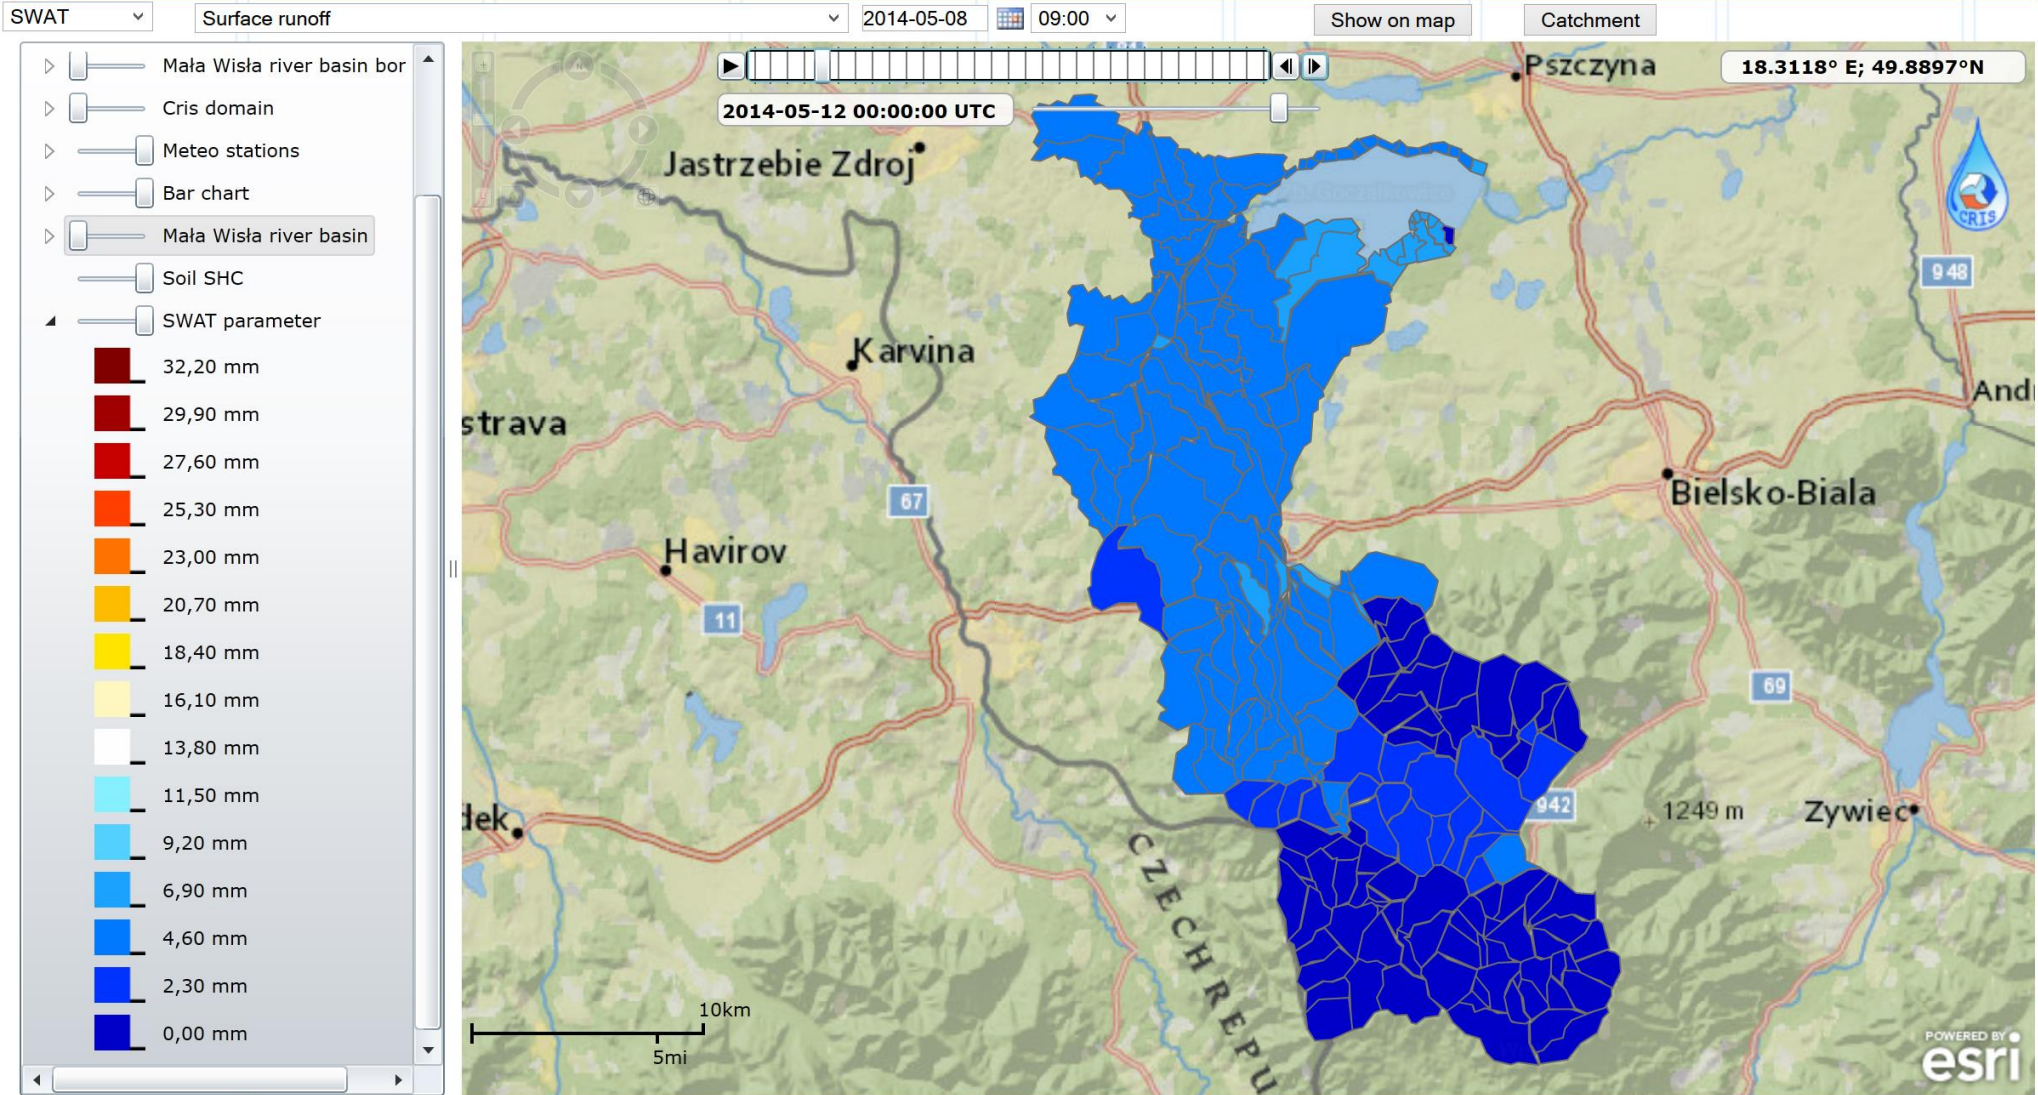 SWAT Surface runoff 2014-05-08 09:00 Show on map Catchment
Mała Wisła river basin bor
Cris domain
Meteo stations
Bar chart
Mała Wisła river basin
Soil SHC
SWAT parameter
32,20 mm
29,90 mm
27,60 mm
25,30 mm
23,00 mm
20,70 mm
18,40 mm
16,10 mm
13,80 mm
11,50 mm
9,20 mm
6,90 mm
4,60 mm
2,30 mm
0,00 mm
2014-05-12 00:00:00 UTC
18.3118° E; 49.8897°N
Pszczyna
Jastrzebie Zdroj
CRIS
948
Karvina
Andr
strava
67
Bielsko-Biala
Havirov
11
69
942
1249 m
Zywiec
dek
CZECH REPU
10km
5mi
POWERED BY
esri